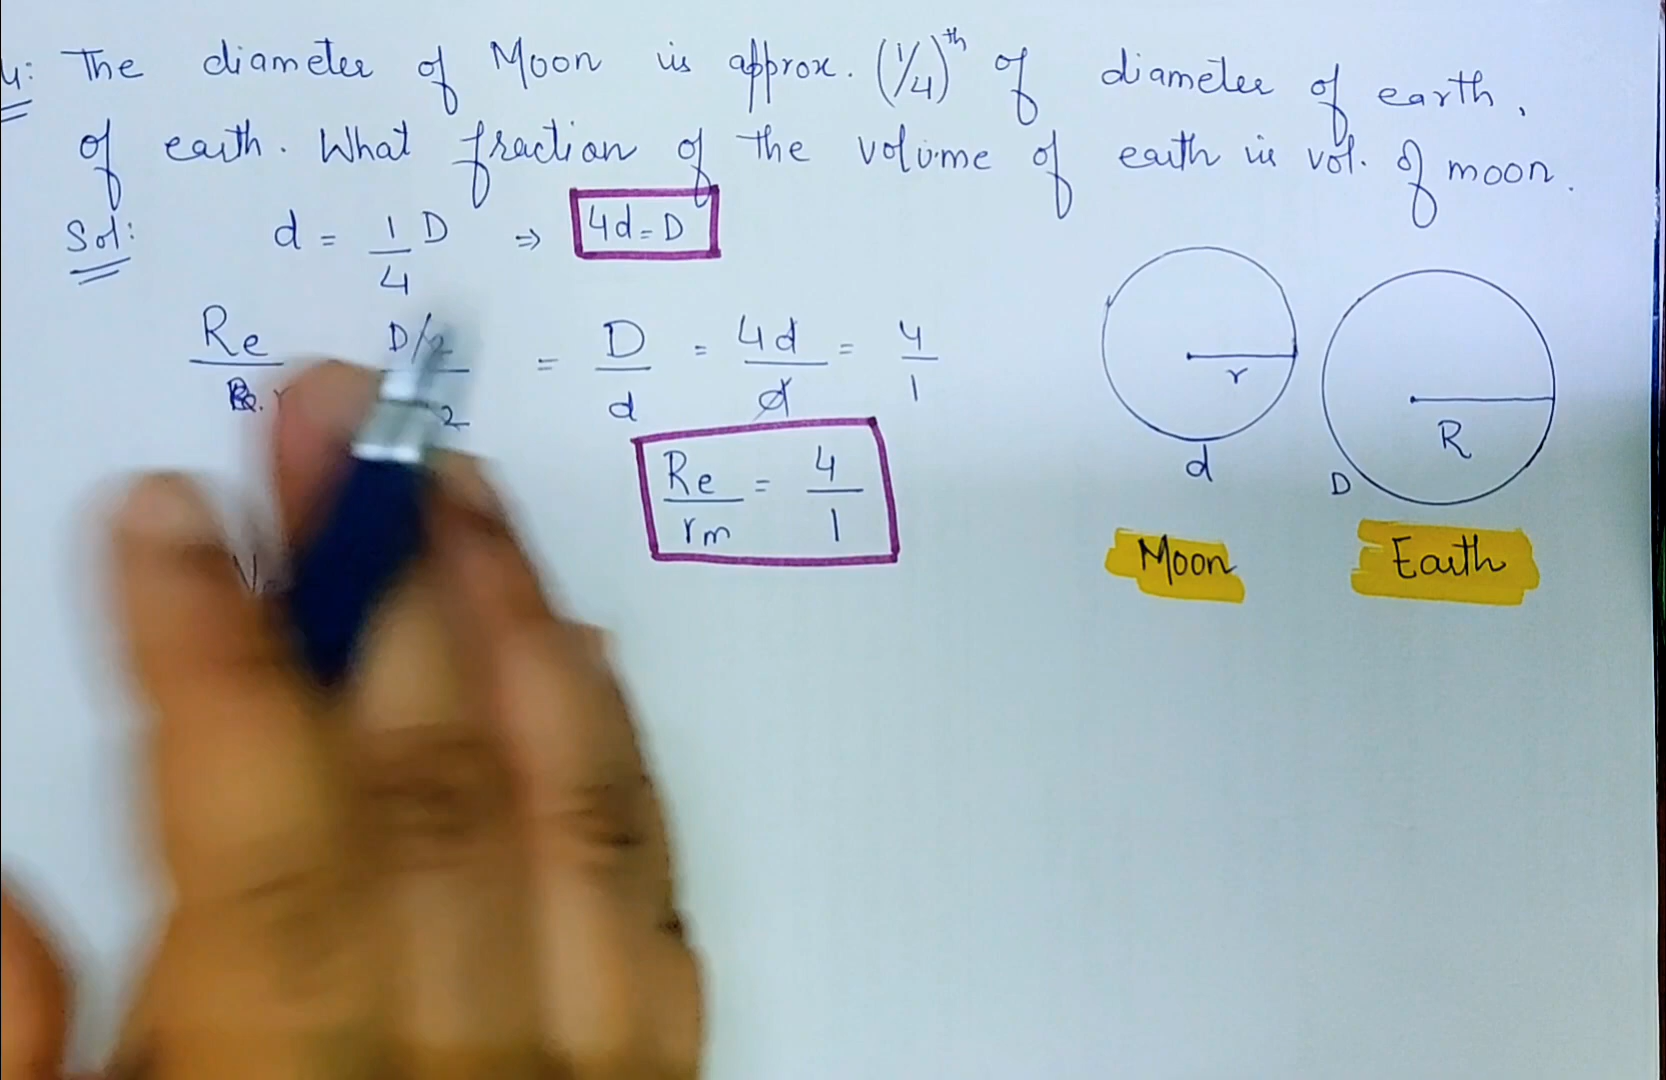 4: The diameter of Moon is approx. (1/4)th of diameter of earth,
of earth. What fraction of the volume of earth is vol. of moon.
Sol: d = 1/4 D ⇒ 4d = D
Re/r D/2 / 2 = D/d = 4d/d = 4/1
Re/rm = 4/1
r
R
d
D
Moon
Earth